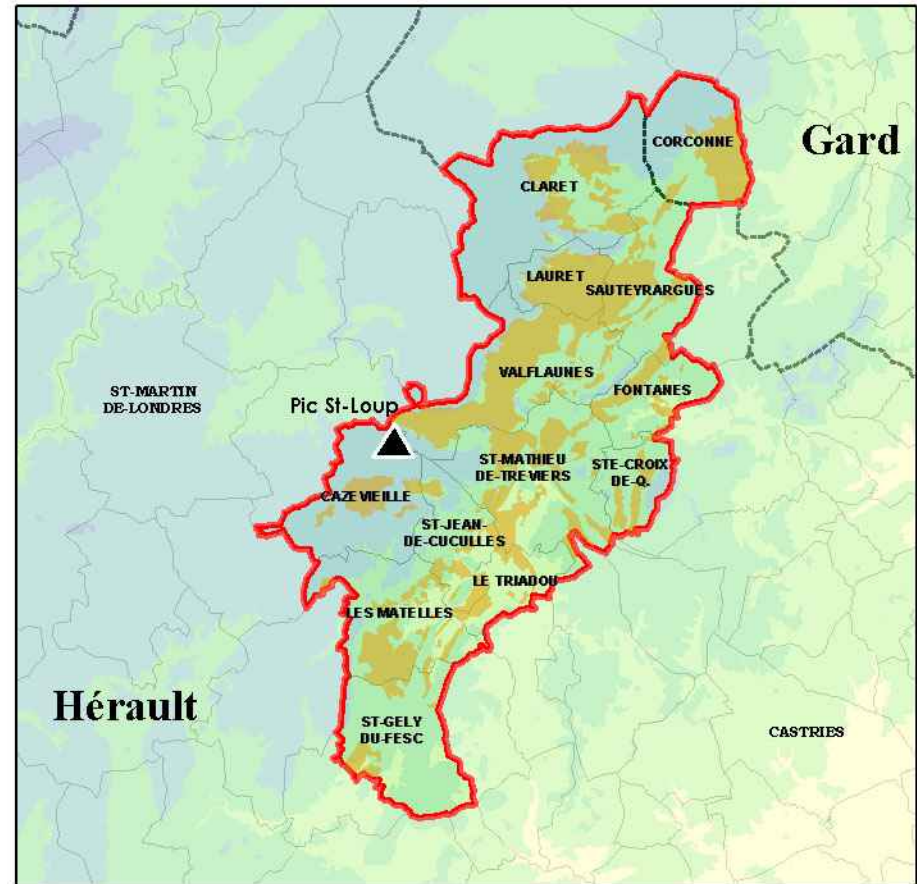 CORCONNE
Gard
CLARET
LAURET
SAUTEYRARGUES
VALFLAUNES
ST-MARTIN
DE-LONDRES
FONTANES
Pic St-Loup
ST-MATHIEU
DE-TREVIERS
STE-CROIX
DE-Q.
CAZEVIEILLE
ST-JEAN-
DE-CUCULLES
LE TRIADOU
LES MATELLES
Hérault
ST-GELY
DU-FESC
CASTRIES